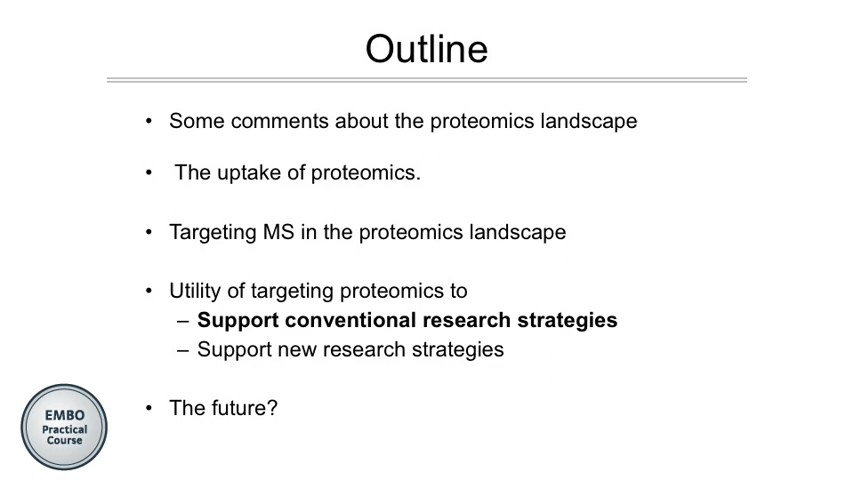 Outline
• Some comments about the proteomics landscape
• The uptake of proteomics.
• Targeting MS in the proteomics landscape
• Utility of targeting proteomics to
– Support conventional research strategies
– Support new research strategies
• The future?
EMBO
Practical
Course